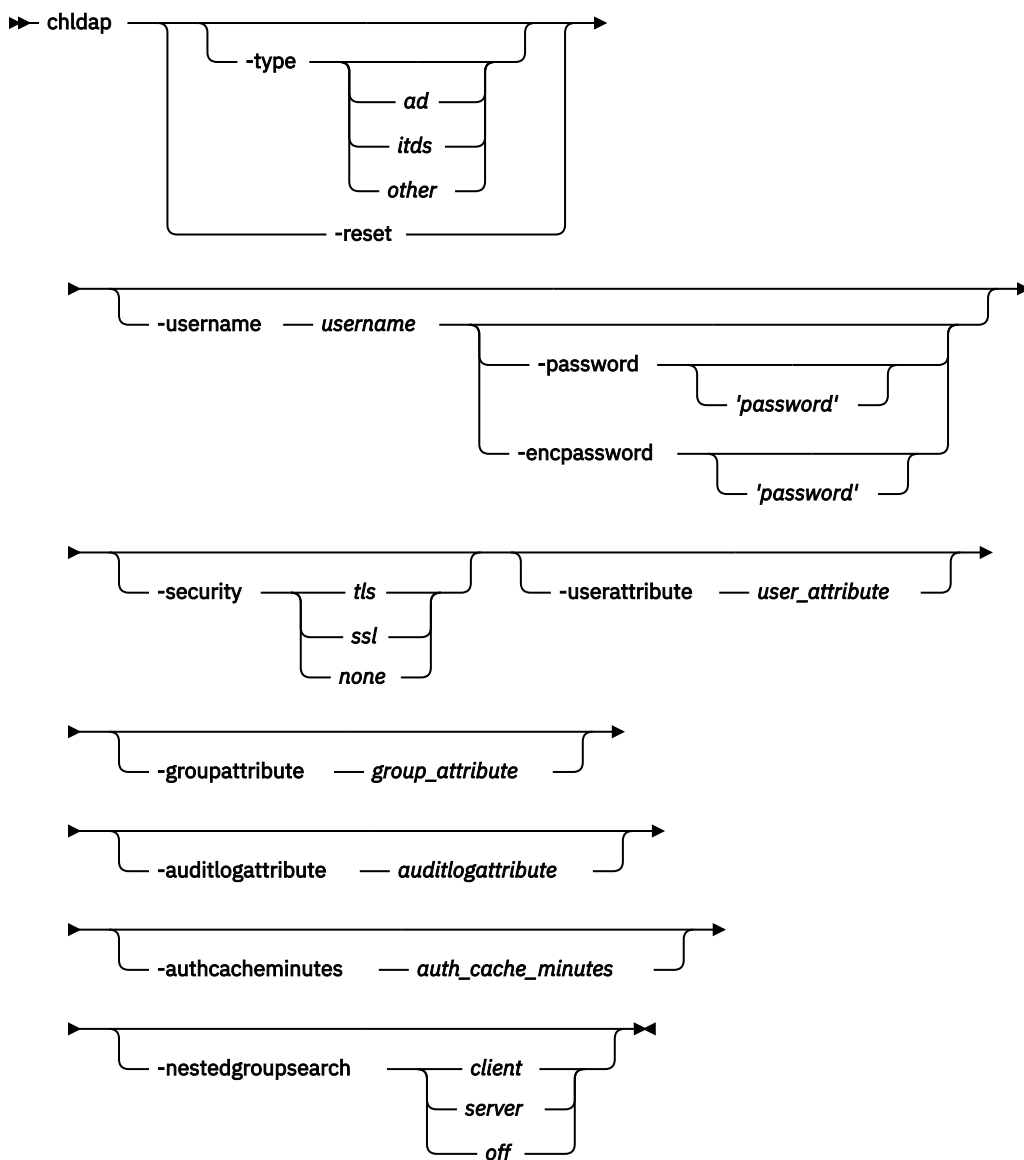 chldap
-type
ad
itds
other
-reset
-username username
-password
'password'
-encpassword
'password'
-security tls
ssl
none
-userattribute user_attribute
-groupattribute group_attribute
-auditlogattribute auditlogattribute
-authcacheminutes auth_cache_minutes
-nestedgroupsearch client
server
off